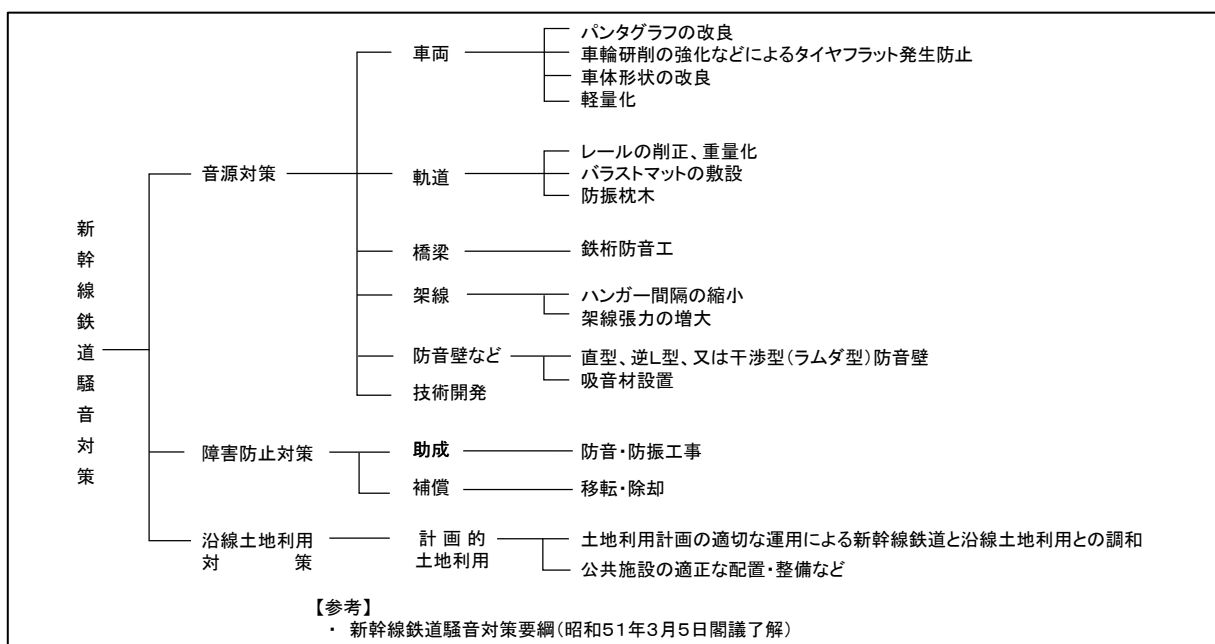 新幹線鉄道騒音対策
音源対策
車両
パンタグラフの改良
車輪研削の強化などによるタイヤフラット発生防止
車体形状の改良
軽量化
軌道
レールの削正、重量化
バラストマットの敷設
防振枕木
橋梁
鉄桁防音工
架線
ハンガー間隔の縮小
架線張力の増大
防音壁など
直型、逆L型、又は干渉型(ラムダ型)防音壁
吸音材設置
技術開発
障害防止対策
助成
防音・防振工事
補償
移転・除却
沿線土地利用
対策
計画的
土地利用
土地利用計画の適切な運用による新幹線鉄道と沿線土地利用との調和
公共施設の適正な配置・整備など
【参考】
・ 新幹線鉄道騒音対策要綱(昭和51年3月5日閣議了解)